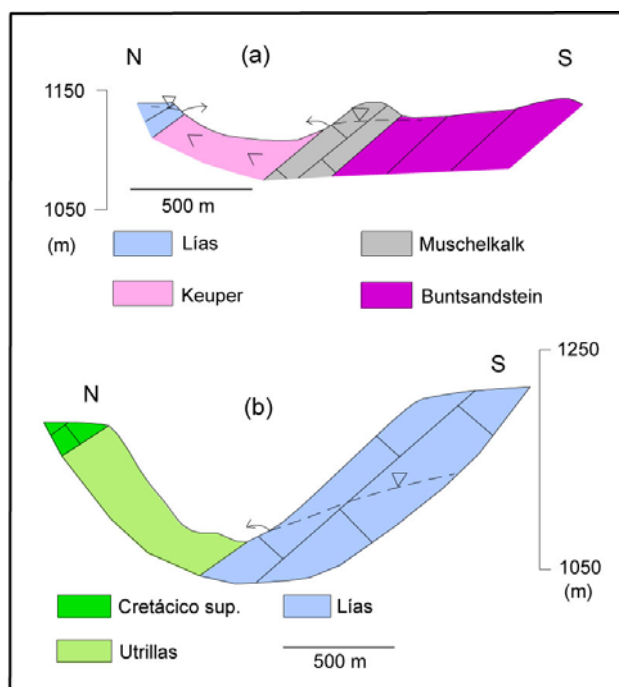 N (a) S
1150
1050
(m)
500 m
Lías Muschelkalk
Keuper Buntsandstein
1250
S
N (b)
1050
(m)
Cretácico sup. Lías
Utrillas
500 m